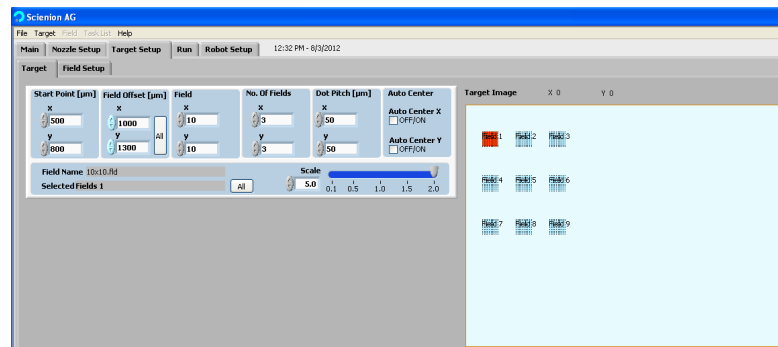 Scienion AG
File Target Field Task List Help
Main Nozzle Setup Target Setup Run Robot Setup 12:32 PM - 8/3/2012
Target Field Setup
Start Point [µm] Field Offset [µm] Field No. Of Fields Dot Pitch [µm] Auto Center
X X X X X Auto Center X
500 1000 10 3 50 OFF/ON
All
Y Y Y Y Y Auto Center Y
800 1300 10 3 50 OFF/ON
Field Name 10x10.fld
Selected Fields 1 All
Scale
5.0 0.1 0.5 1.0 1.5 2.0
Target Image X 0 Y 0
Field 1 Field 2 Field 3
Field 4 Field 5 Field 6
Field 7 Field 8 Field 9